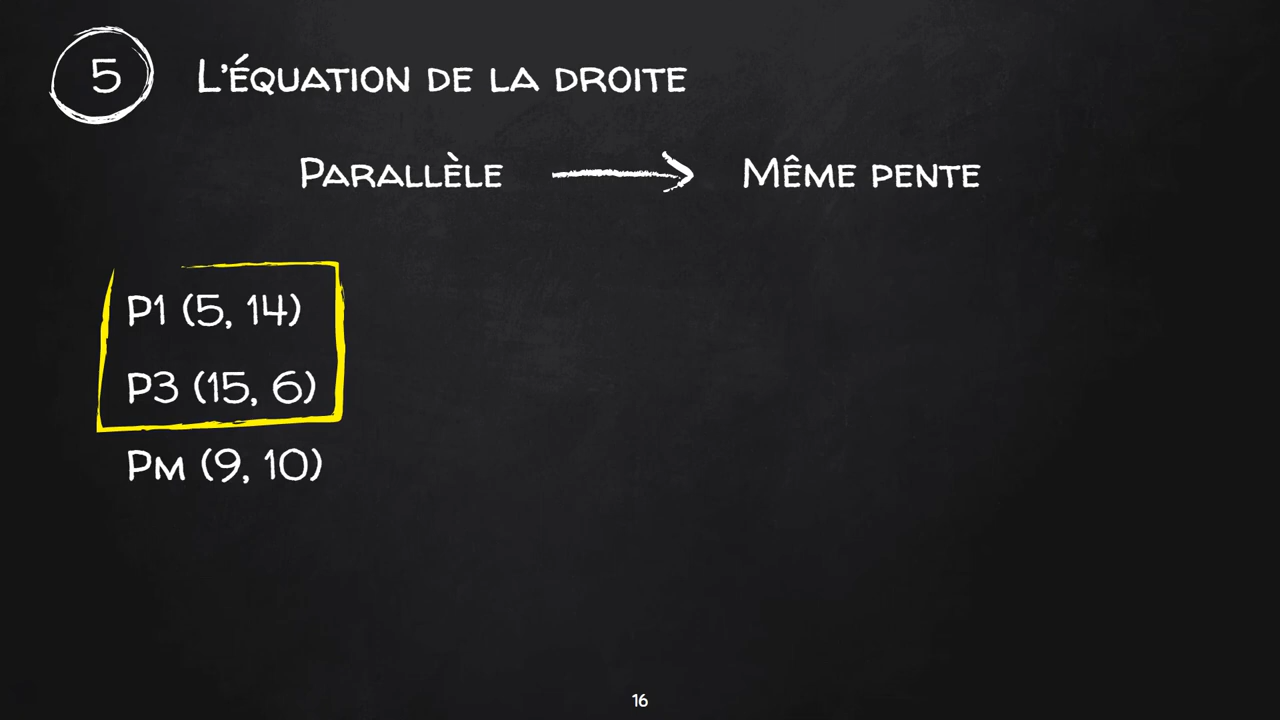 5 L'équation de la droite
Parallèle Même pente
P1 (5, 14)
P3 (15, 6)
Pm (9, 10)
16